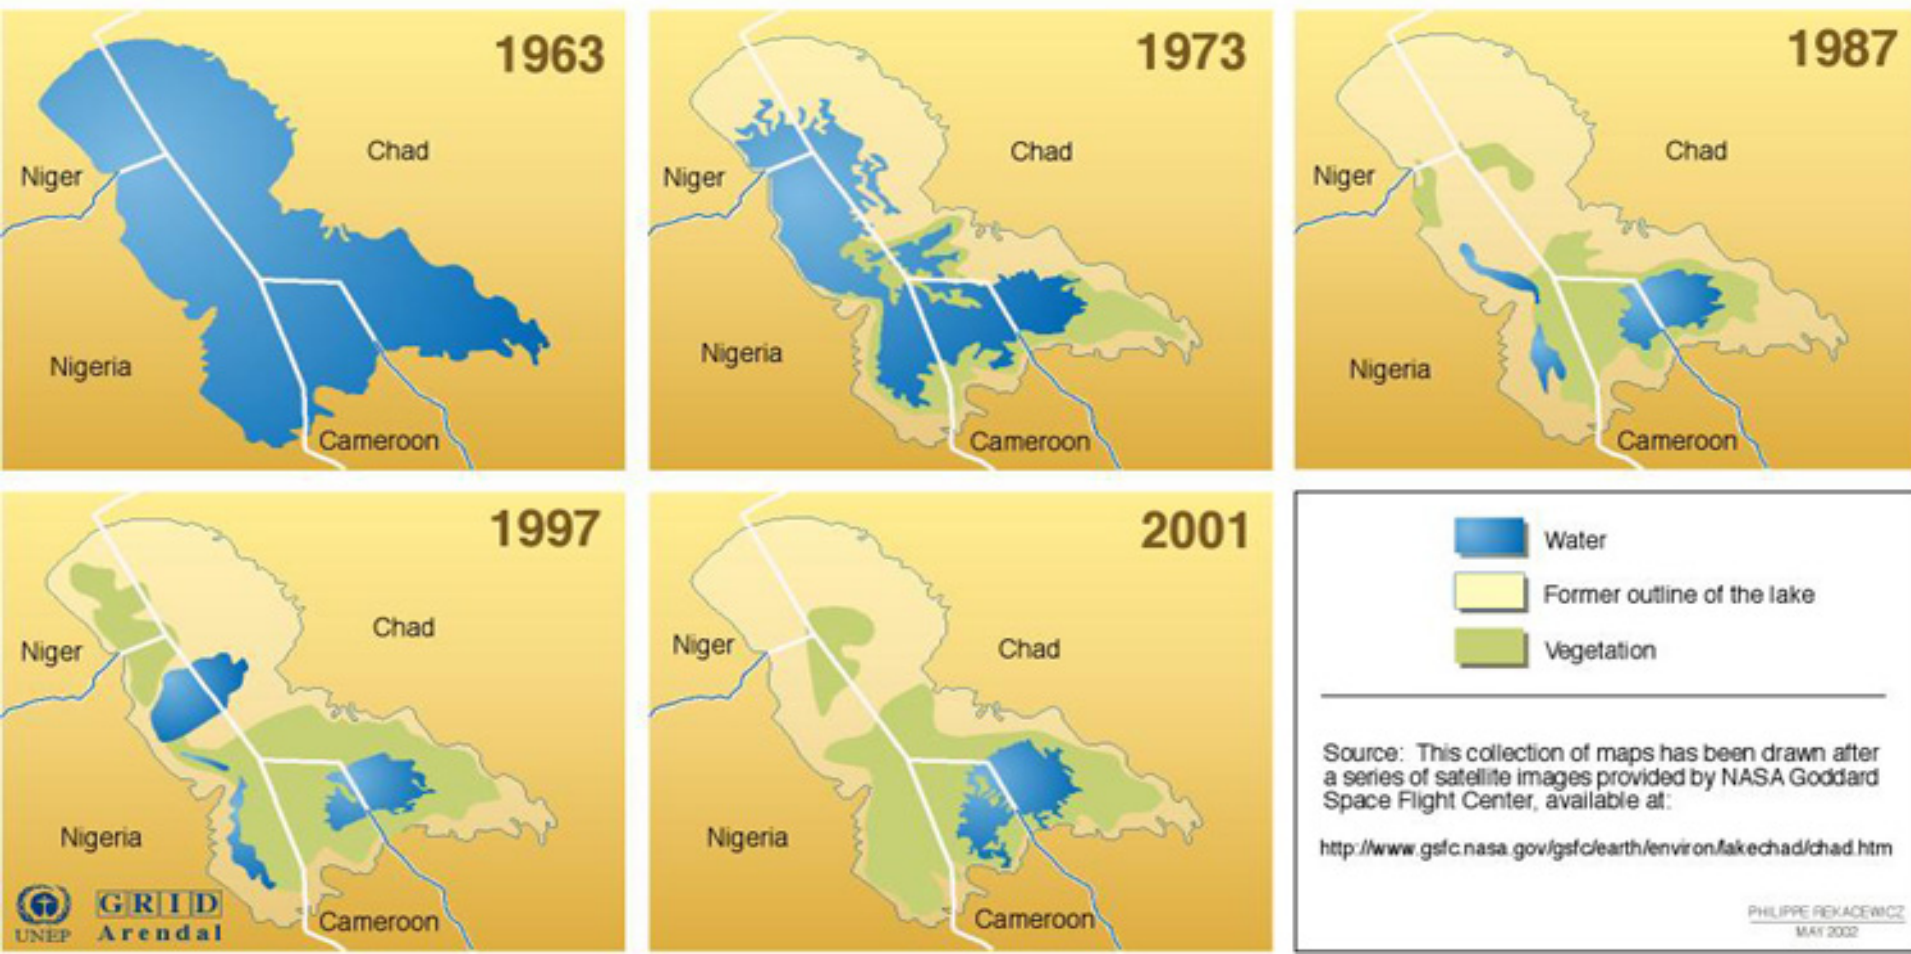 1963
Chad
Niger
Nigeria
Cameroon
1973
Chad
Niger
Nigeria
Cameroon
1987
Chad
Niger
Nigeria
Cameroon
1997
Chad
Niger
Nigeria
Cameroon
UNEP
GRID
Arendal
2001
Chad
Niger
Nigeria
Cameroon
Water
Former outline of the lake
Vegetation
Source: This collection of maps has been drawn after
a series of satellite images provided by NASA Goddard
Space Flight Center, available at:
http://www.gsfc.nasa.gov/gsfc/earth/environ/lakechad/chad.htm
PHILIPPE REKACEWICZ
MAY 2002